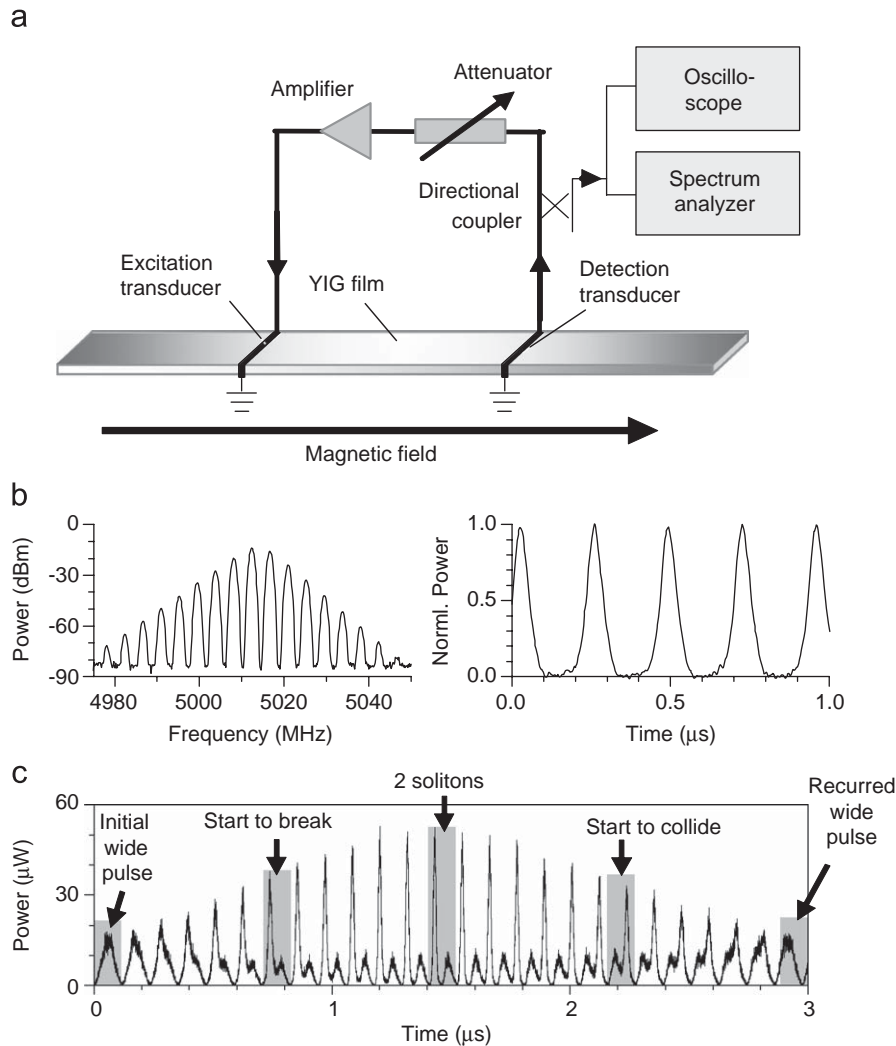 a
Amplifier
Attenuator
Oscillo-
scope
Directional
coupler
Spectrum
analyzer
Excitation
transducer
YIG film
Detection
transducer
Magnetic field
b
Power (dBm)
0
-30
-60
-90
4980 5000 5020 5040
Frequency (MHz)
Norml. Power
1.0
0.5
0.0
0.0 0.5 1.0
Time (μs)
c
Power (μW)
60
30
0
Initial
wide
pulse
Start to break
2 solitons
Start to collide
Recurred
wide
pulse
0 1 2 3
Time (μs)